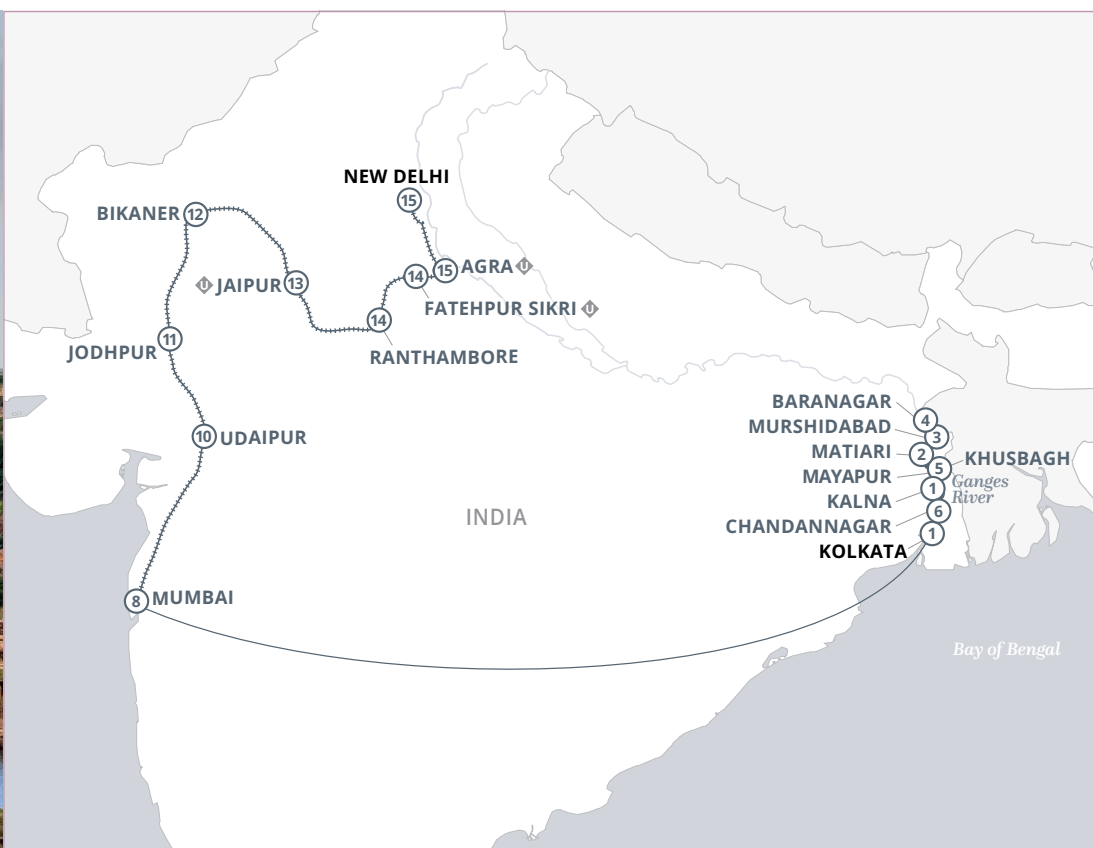 NEW DELHI
15
BIKANER
12
15
AGRA
U
14
U
JAIPUR
13
FATEHPUR SIKRI
U
14
JODHPUR
11
RANTHAMBORE
BARANAGAR
4
MURSHIDABAD
3
10
UDAIPUR
MATIARI
2
KHUSBAGH
5
MAYAPUR
Ganges
River
KALNA
1
INDIA
6
CHANDANNAGAR
1
KOLKATA
8
MUMBAI
Bay of Bengal